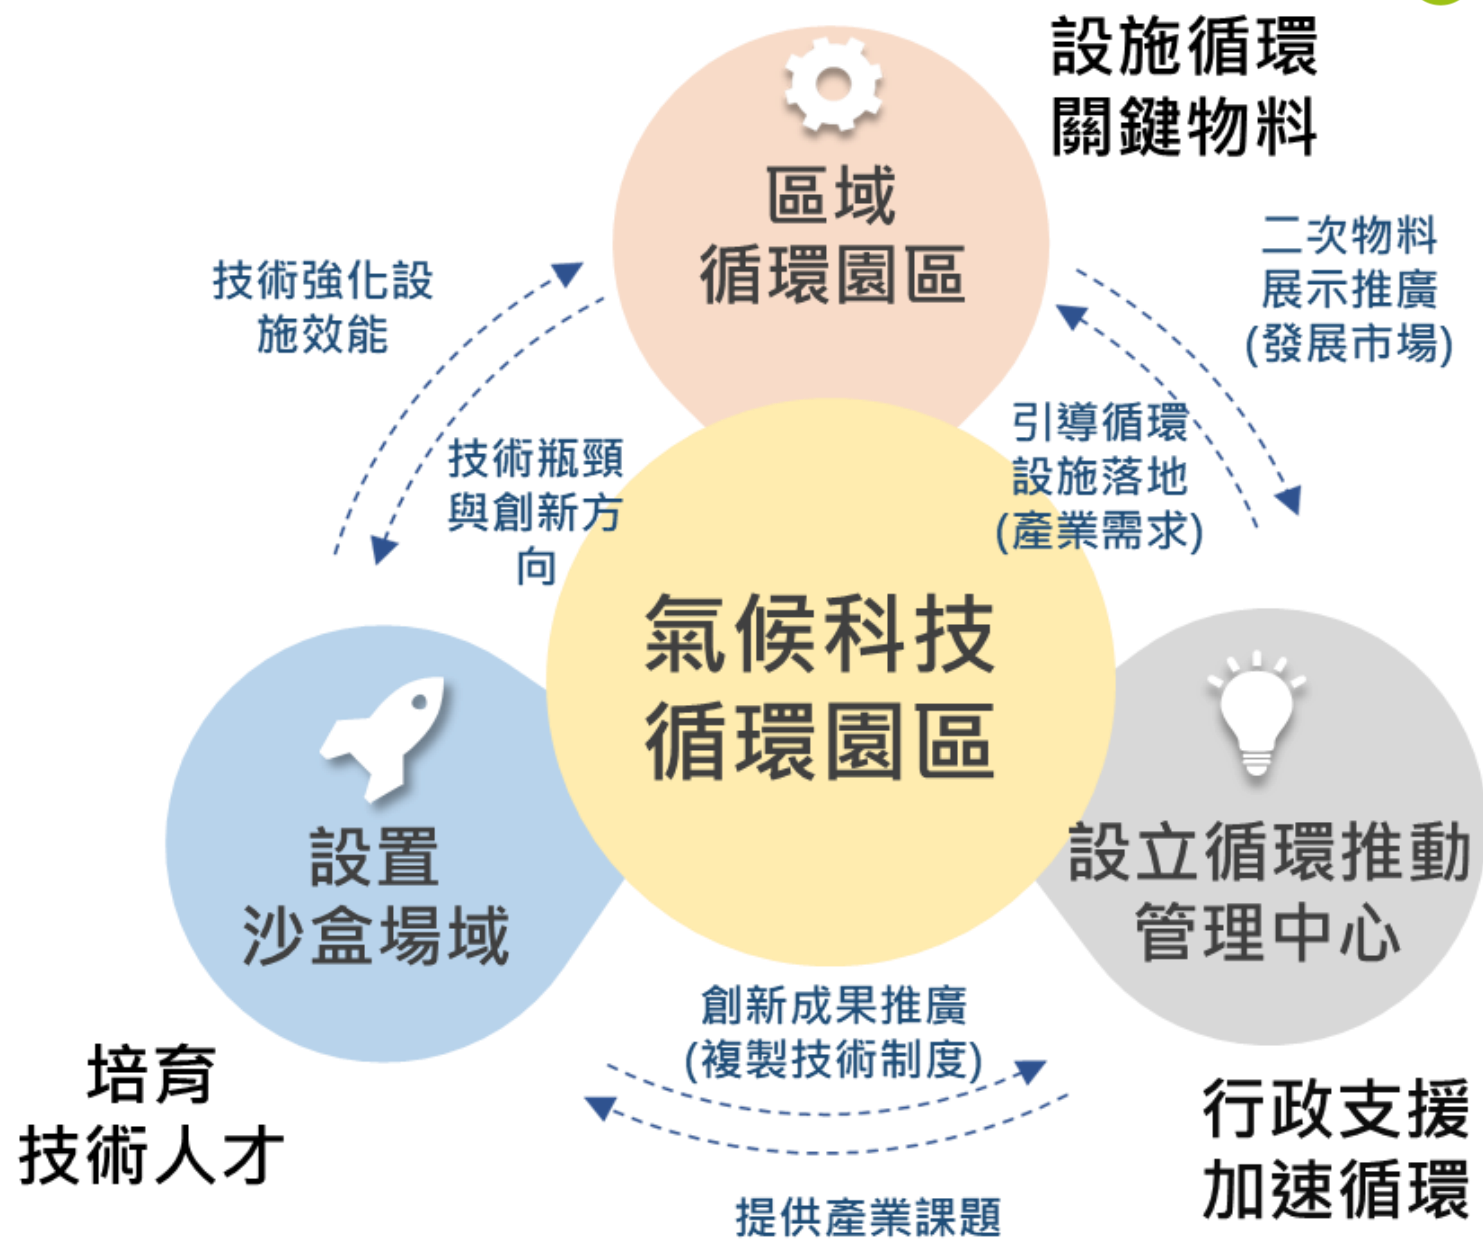 設施循環
關鍵物料
區域
循環園區
二次物料
展示推廣
(發展市場)
技術強化設
施效能
引導循環
設施落地
(產業需求)
技術瓶頸
與創新方
向
氣候科技
循環園區
設置
沙盒場域
設立循環推動
管理中心
創新成果推廣
(複製技術制度)
培育
技術人才
行政支援
加速循環
提供產業課題